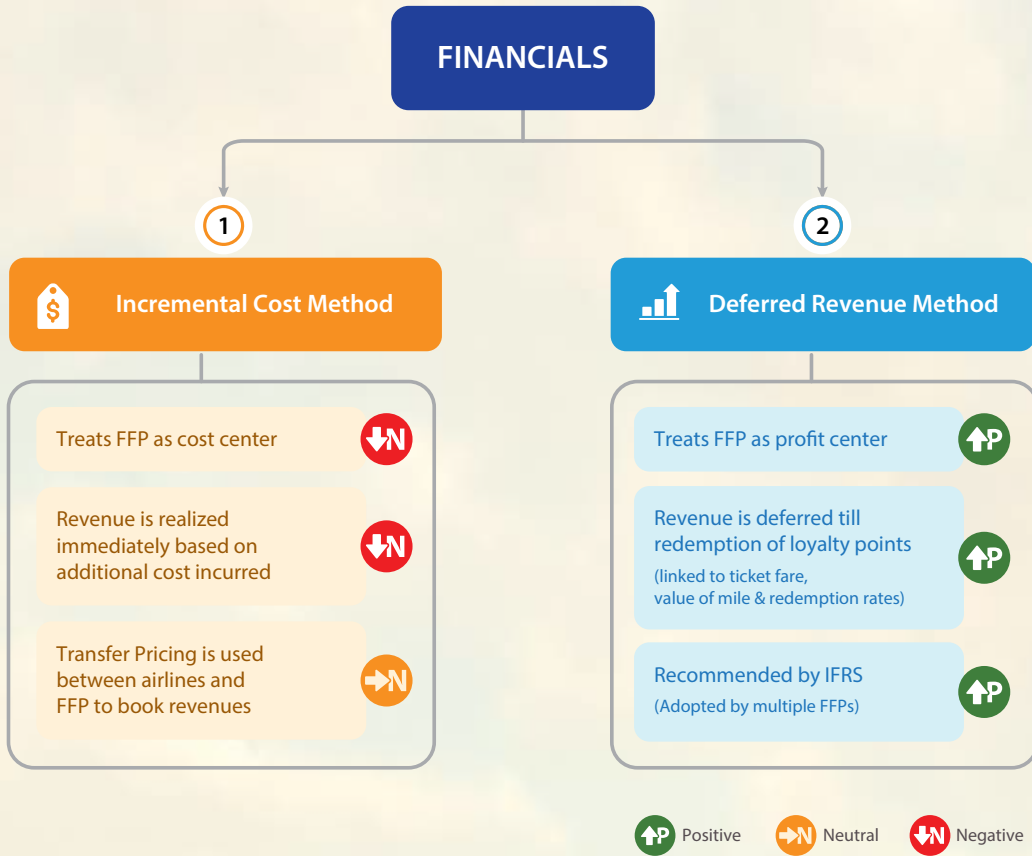 FINANCIALS
1
Incremental Cost Method
$
Treats FFP as cost center
N
Revenue is realized
immediately based on
additional cost incurred
N
Transfer Pricing is used
between airlines and
FFP to book revenues
N
2
Deferred Revenue Method
Treats FFP as profit center
P
Revenue is deferred till
redemption of loyalty points
(linked to ticket fare,
value of mile & redemption rates)
P
Recommended by IFRS
(Adopted by multiple FFPs)
P
P Positive
N Neutral
N Negative